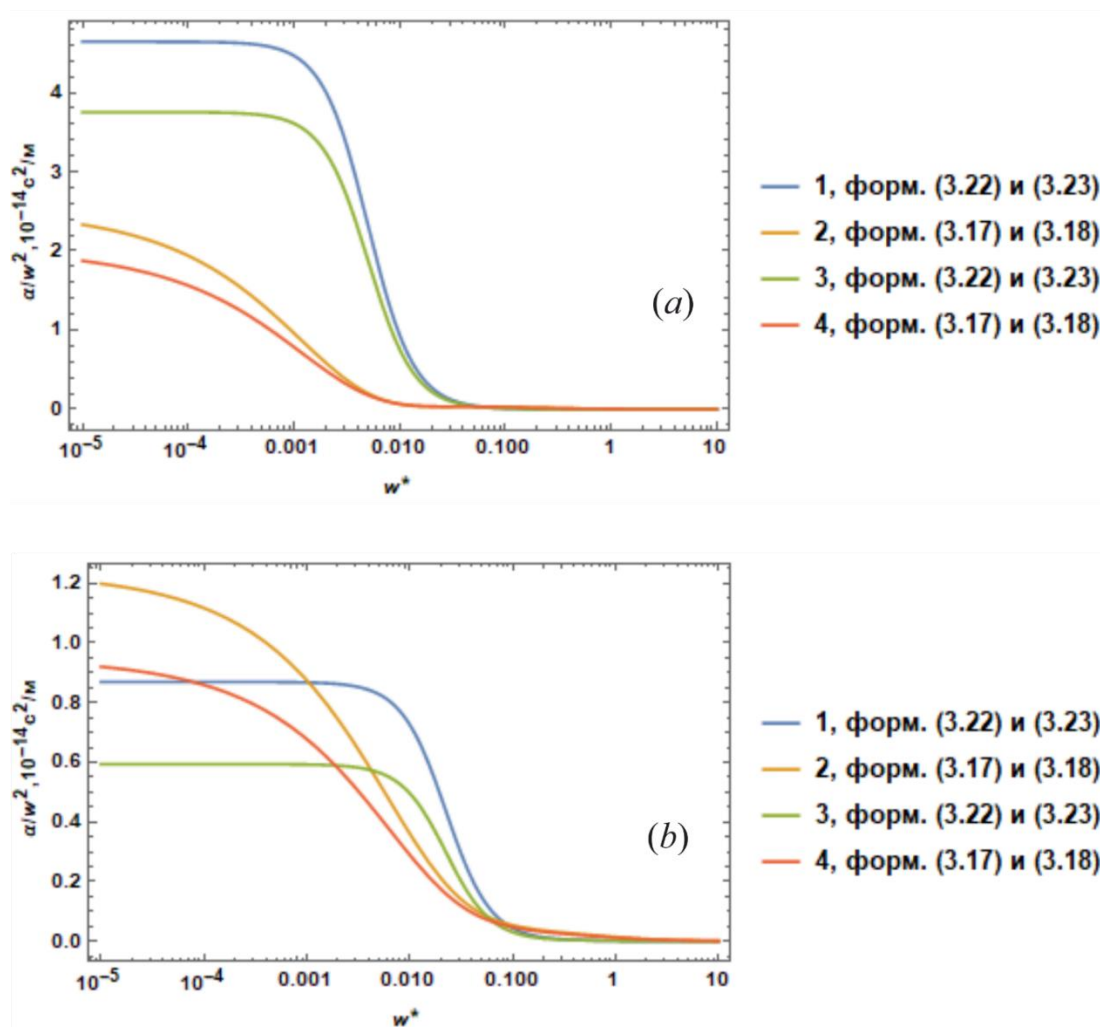 4
3
2
1
0
α/w², 10⁻¹⁴ с²/м
10⁻⁵ 10⁻⁴ 0.001 0.010 0.100 1 10
w*
(a)
1, форм. (3.22) и (3.23)
2, форм. (3.17) и (3.18)
3, форм. (3.22) и (3.23)
4, форм. (3.17) и (3.18)
1.2
1.0
0.8
0.6
0.4
0.2
0.0
α/w², 10⁻¹⁴ с²/м
10⁻⁵ 10⁻⁴ 0.001 0.010 0.100 1 10
w*
(b)
1, форм. (3.22) и (3.23)
2, форм. (3.17) и (3.18)
3, форм. (3.22) и (3.23)
4, форм. (3.17) и (3.18)